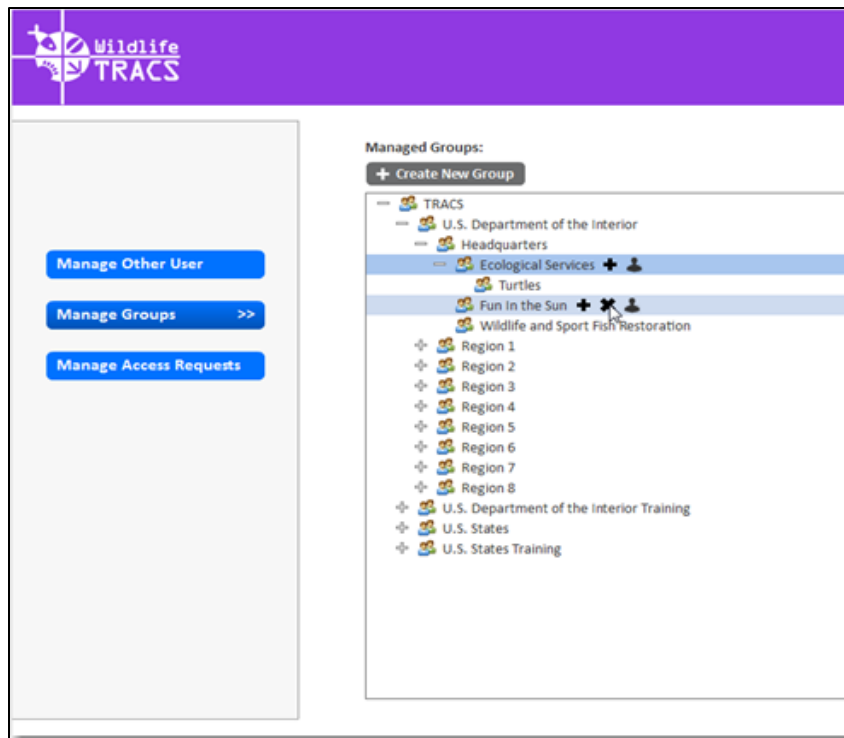 Wildlife
TRACS
Manage Other User
Manage Groups >>
Manage Access Requests
Managed Groups:
Create New Group
TRACS
U.S. Department of the Interior
Headquarters
Ecological Services
Turtles
Fun In the Sun
Wildlife and Sport Fish Restoration
Region 1
Region 2
Region 3
Region 4
Region 5
Region 6
Region 7
Region 8
U.S. Department of the Interior Training
U.S. States
U.S. States Training